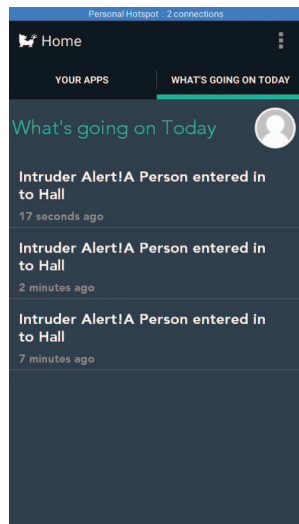 Personal Hotspot : 2 connections
Home
YOUR APPS
WHAT'S GOING ON TODAY
What's going on Today
Intruder Alert!A Person entered in
to Hall
17 seconds ago
Intruder Alert!A Person entered in
to Hall
2 minutes ago
Intruder Alert!A Person entered in
to Hall
7 minutes ago